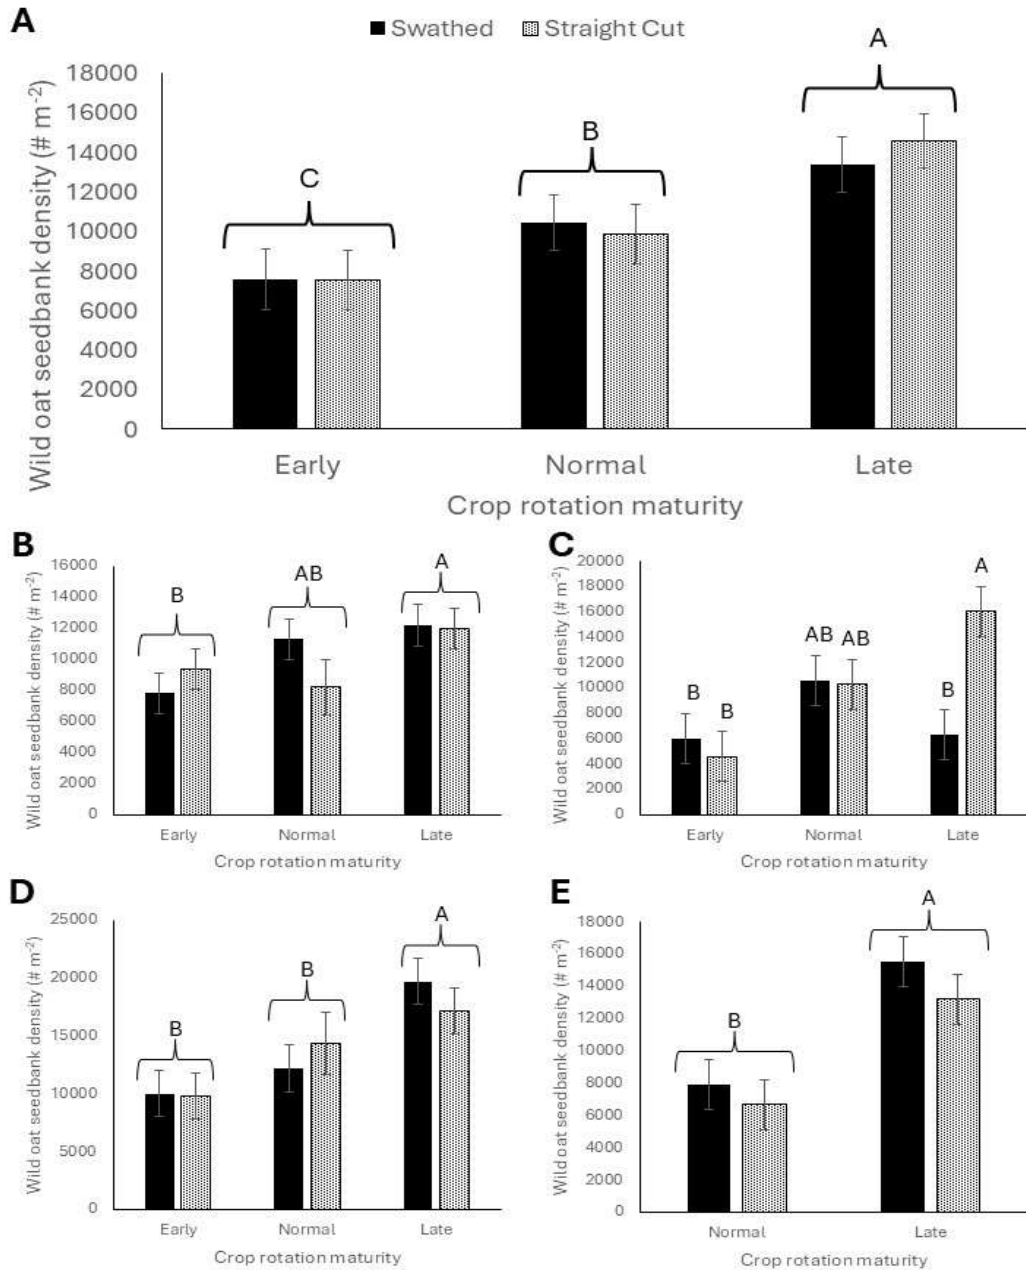 A
Swathed Straight Cut
Wild oat seedbank density (# m-2)
18000
16000
14000
12000
10000
8000
6000
4000
2000
0
C
B
A
Early Normal Late
Crop rotation maturity
B
Wild oat seedbank density (# m-2)
16000
14000
12000
10000
8000
6000
4000
2000
0
B
AB
A
Early Normal Late
Crop rotation maturity
C
Wild oat seedbank density (# m-2)
20000
18000
16000
14000
12000
10000
8000
6000
4000
2000
0
B B AB AB B A
Early Normal Late
Crop rotation maturity
D
Wild oat seedbank density (# m-2)
25000
20000
15000
10000
5000
0
B
B
A
Early Normal Late
Crop rotation maturity
E
Wild oat seedbank density (# m-2)
18000
16000
14000
12000
10000
8000
6000
4000
2000
0
B
A
Normal Late
Crop rotation maturity